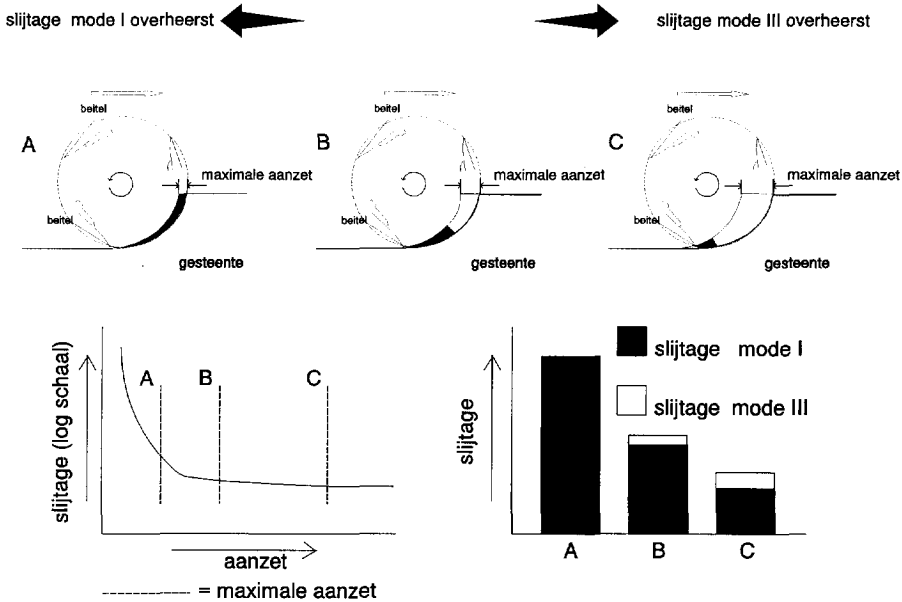 slijtage mode I overheerst
slijtage mode III overheerst
A
beitel
beitel
maximale aanzet
gesteente
B
beitel
beitel
maximale aanzet
gesteente
C
beitel
beitel
maximale aanzet
gesteente
slijtage (log schaal)
A
B
C
aanzet
= maximale aanzet
slijtage
slijtage mode I
slijtage mode III
A
B
C